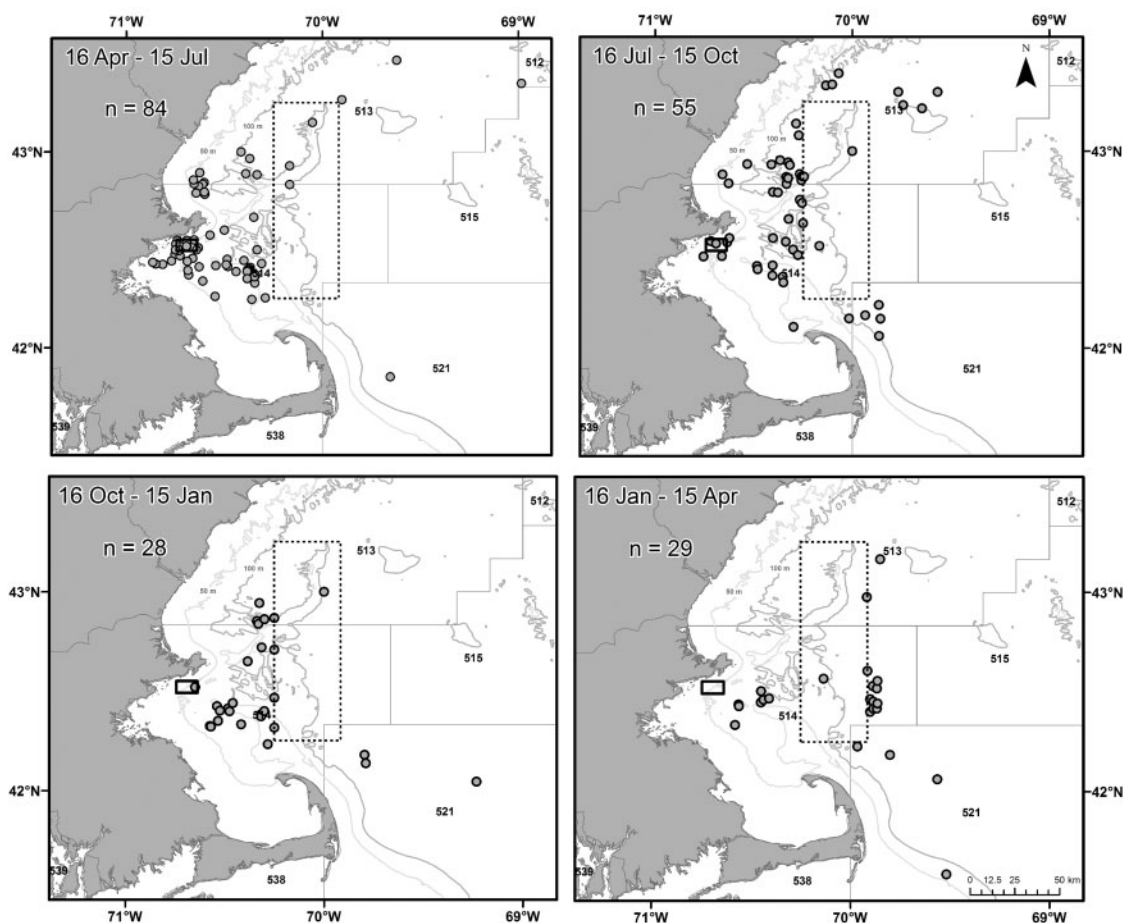 71°W 70°W 69°W
71°W 70°W 69°W
16 Apr - 15 Jul
n = 84
512
513
100 m
50 m
43°N
515
514
42°N
521
538
539
16 Jul - 15 Oct
n = 55
N
512
513
100 m
50 m
43°N
515
514
42°N
521
538
539
16 Oct - 15 Jan
n = 28
512
513
100 m
50 m
43°N
515
514
42°N
521
538
539
71°W 70°W 69°W
16 Jan - 15 Apr
n = 29
512
513
100 m
50 m
43°N
515
514
42°N
521
538
539
0 12.5 25 50 km
71°W 70°W 69°W